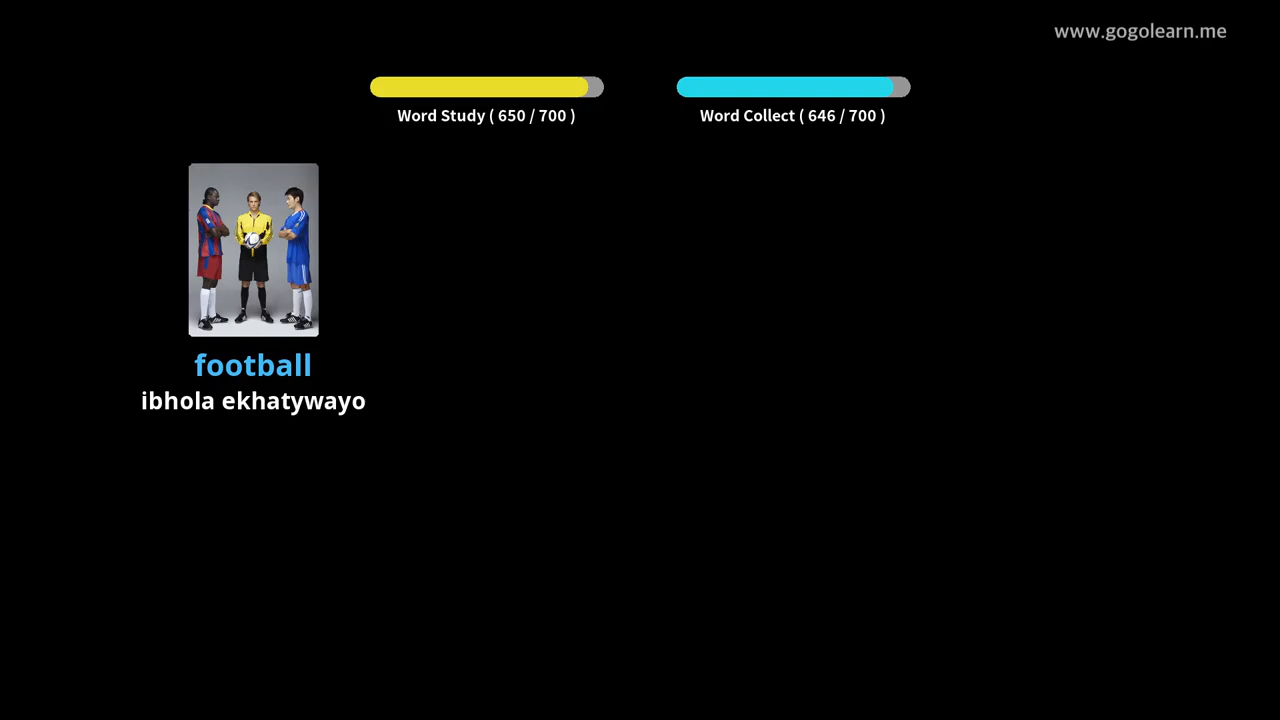 www.gogolearn.me
Word Study ( 650 / 700 )
Word Collect ( 646 / 700 )
football
ibhola ekhatywayo